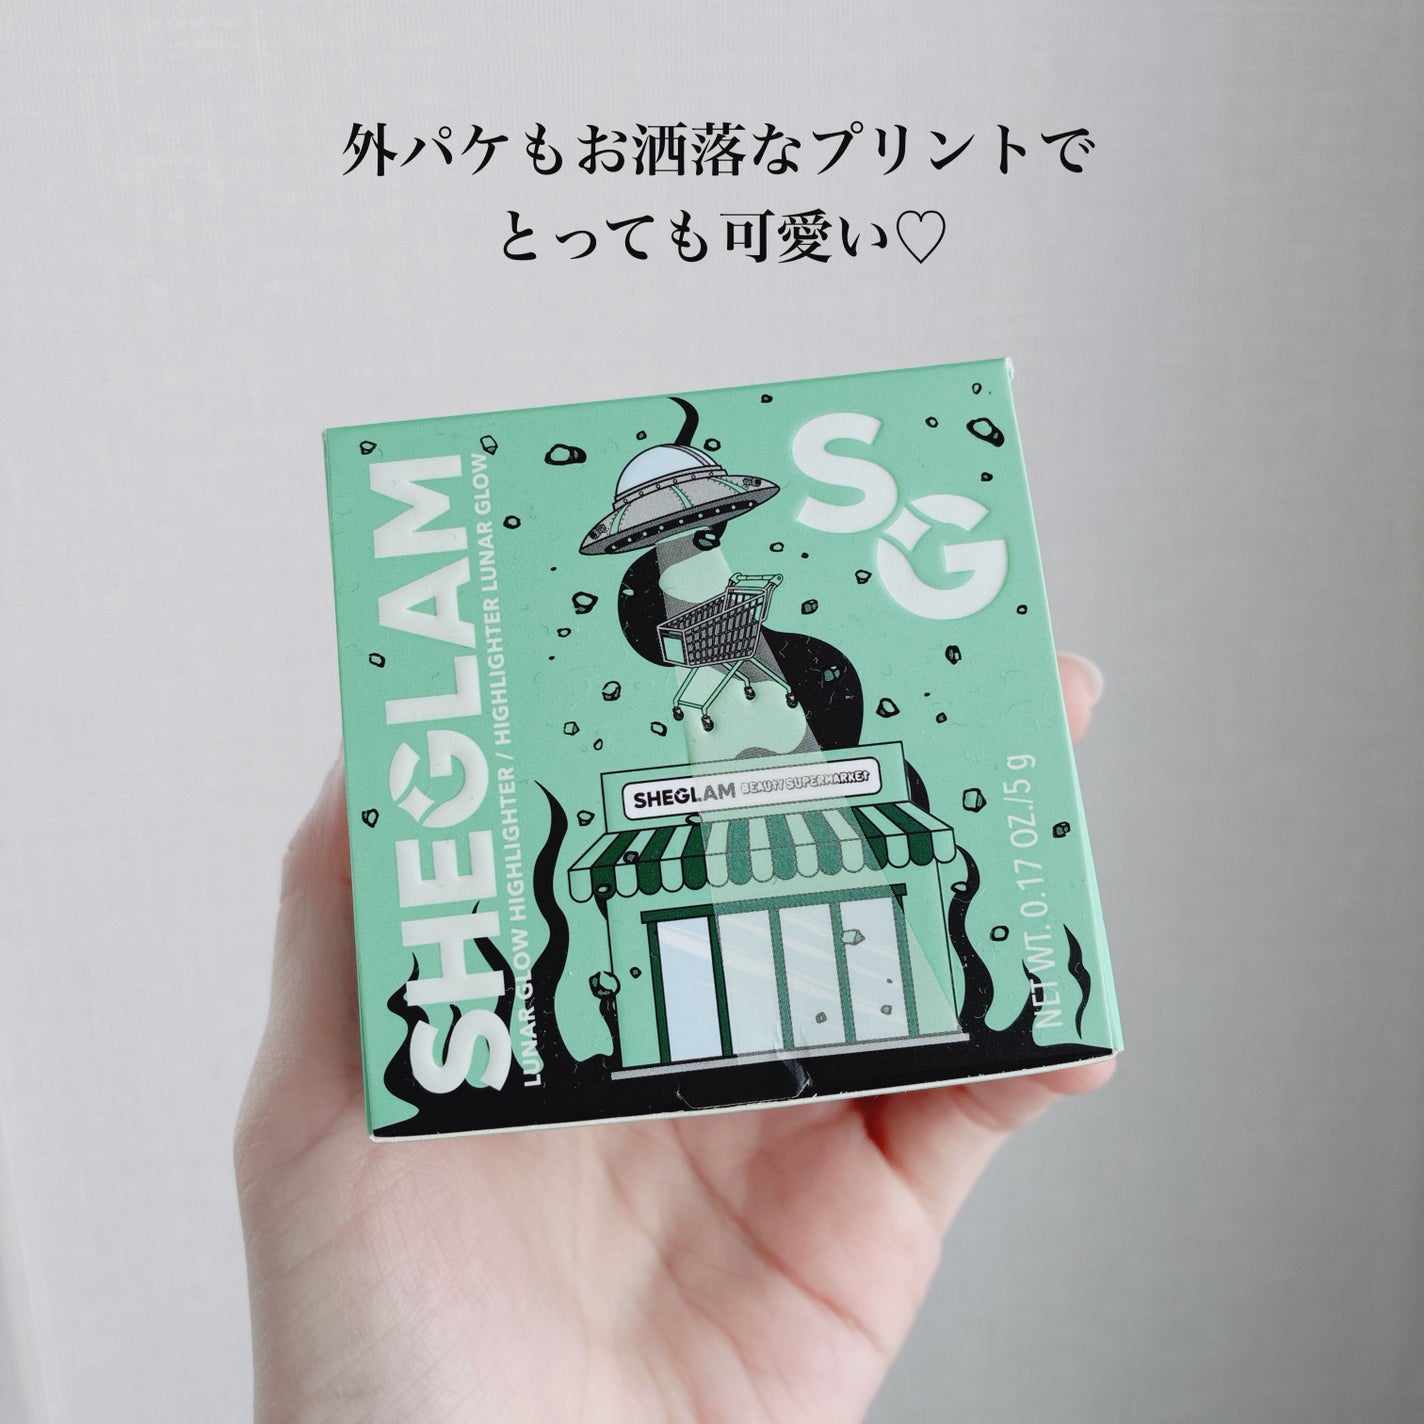 外パケもお洒落なプリントで
とっても可愛い♡
SHEGLAM
LUNAR GLOW HIGHLIGHTER / HIGHLIGHTER LUNAR GLOW
SG
SHEGLAM BEAUTY SUPERMARKET
NET WT. 0.17 OZ./5 g